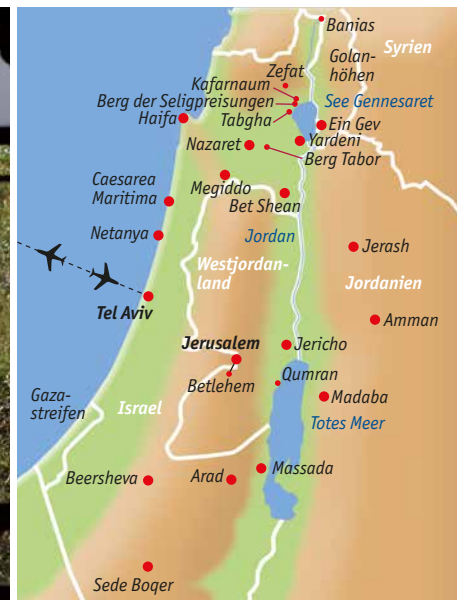 Banias
Syrien
Golan-
höhen
Zefat
Kafarnaum
Berg der Seligpreisungen
See Gennesaret
Tabgha
Haifa
Ein Gev
Yardeni
Nazaret
Berg Tabor
Megiddo
Caesarea
Maritima
Bet Shean
Netanya
Jordan
Jerash
Westjordan-
land
Jordanien
Tel Aviv
Amman
Jerusalem
Jericho
Betlehem
Qumran
Gaza-
streifen
Israel
Madaba
Totes Meer
Beersheva
Arad
Massada
Sede Boqer